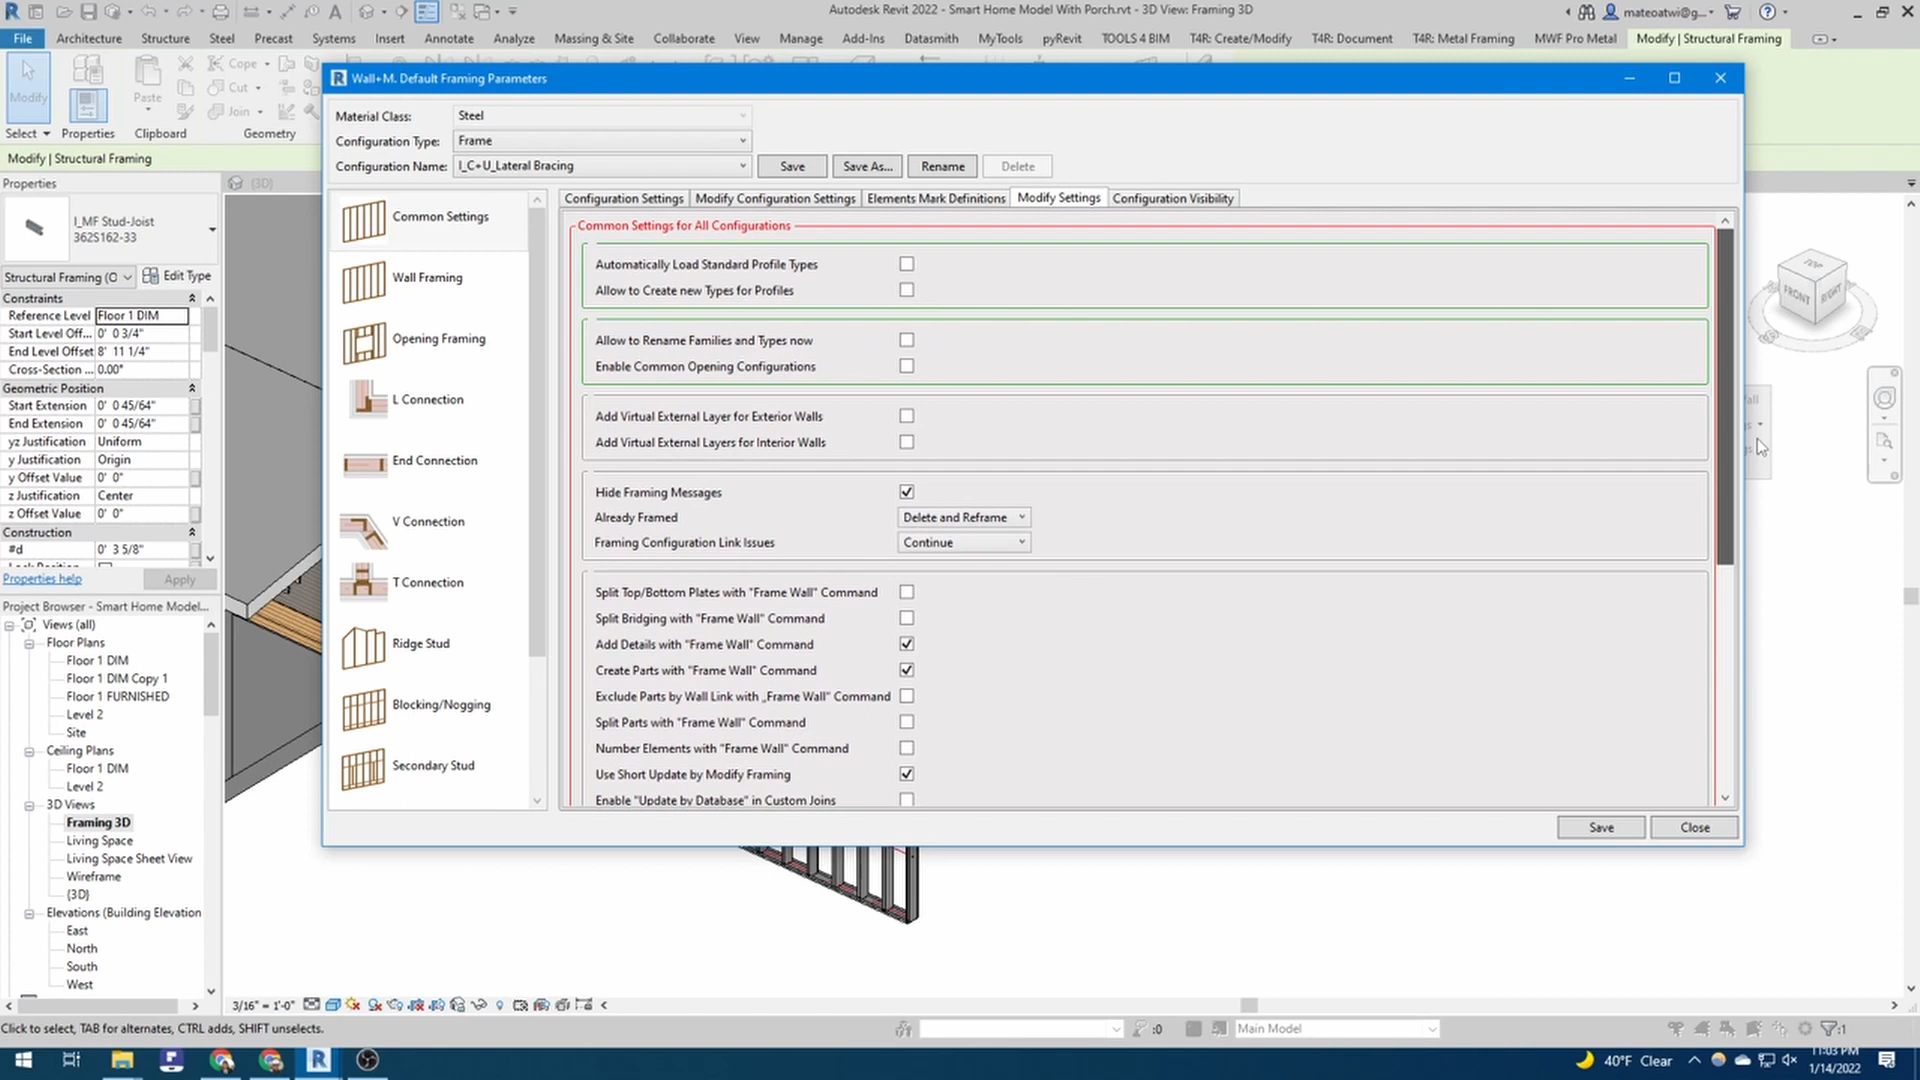 Autodesk Revit 2022 - Smart Home Model With Porch.rvt - 3D View: Framing 3D
mateoatwi@g...
File Architecture Structure Steel Precast Systems Insert Annotate Analyze Massing & Site Collaborate View Manage Add-Ins Datasmith MyTools pyRevit TOOLS 4 BIM T4R: Create/Modify T4R: Document T4R: Metal Framing MWF Pro Metal Modify | Structural Framing
Modify
Paste
Cope
Cut
Join
Select Properties Clipboard Geometry
Modify | Structural Framing
Properties
I_MF Stud-Joist
362S162-33
Structural Framing (O
Edit Type
Constraints
Reference Level Floor 1 DIM
Start Level Off... 0' 0 3/4"
End Level Offset 8' 11 1/4"
Cross-Section ... 0.00"
Geometric Position
Start Extension 0' 0 45/64"
End Extension 0' 0 45/64"
yz Justification Uniform
y Justification Origin
y Offset Value 0' 0"
z Justification Center
z Offset Value 0' 0"
Construction
#d 0' 3 5/8"
Properties help
Apply
Project Browser - Smart Home Model...
Views (all)
Floor Plans
Floor 1 DIM
Floor 1 DIM Copy 1
Floor 1 FURNISHED
Level 2
Site
Ceiling Plans
Floor 1 DIM
Level 2
3D Views
Framing 3D
Living Space
Living Space Sheet View
Wireframe
{3D}
Elevations (Building Elevation
East
North
South
West
{3D}
Wall+M. Default Framing Parameters
Material Class: Steel
Configuration Type: Frame
Configuration Name: I_C+U_Lateral Bracing
Save
Save As...
Rename
Delete
Common Settings
Wall Framing
Opening Framing
L Connection
End Connection
V Connection
T Connection
Ridge Stud
Blocking/Nogging
Secondary Stud
Configuration Settings Modify Configuration Settings Elements Mark Definitions Modify Settings Configuration Visibility
Common Settings for All Configurations
Automatically Load Standard Profile Types
Allow to Create new Types for Profiles
Allow to Rename Families and Types now
Enable Common Opening Configurations
Add Virtual External Layer for Exterior Walls
Add Virtual External Layers for Interior Walls
Hide Framing Messages
Already Framed Delete and Reframe
Framing Configuration Link Issues Continue
Split Top/Bottom Plates with "Frame Wall" Command
Split Bridging with "Frame Wall" Command
Add Details with "Frame Wall" Command
Create Parts with "Frame Wall" Command
Exclude Parts by Wall Link with „Frame Wall" Command
Split Parts with "Frame Wall" Command
Number Elements with "Frame Wall" Command
Use Short Update by Modify Framing
Enable "Update by Database" in Custom Joins
Save
Close
TOP
FRONT
RIGHT
3/16" = 1'-0"
Click to select, TAB for alternates, CTRL adds, SHIFT unselects.
:0
Main Model
:1
40°F Clear
11:03 PM
1/14/2022